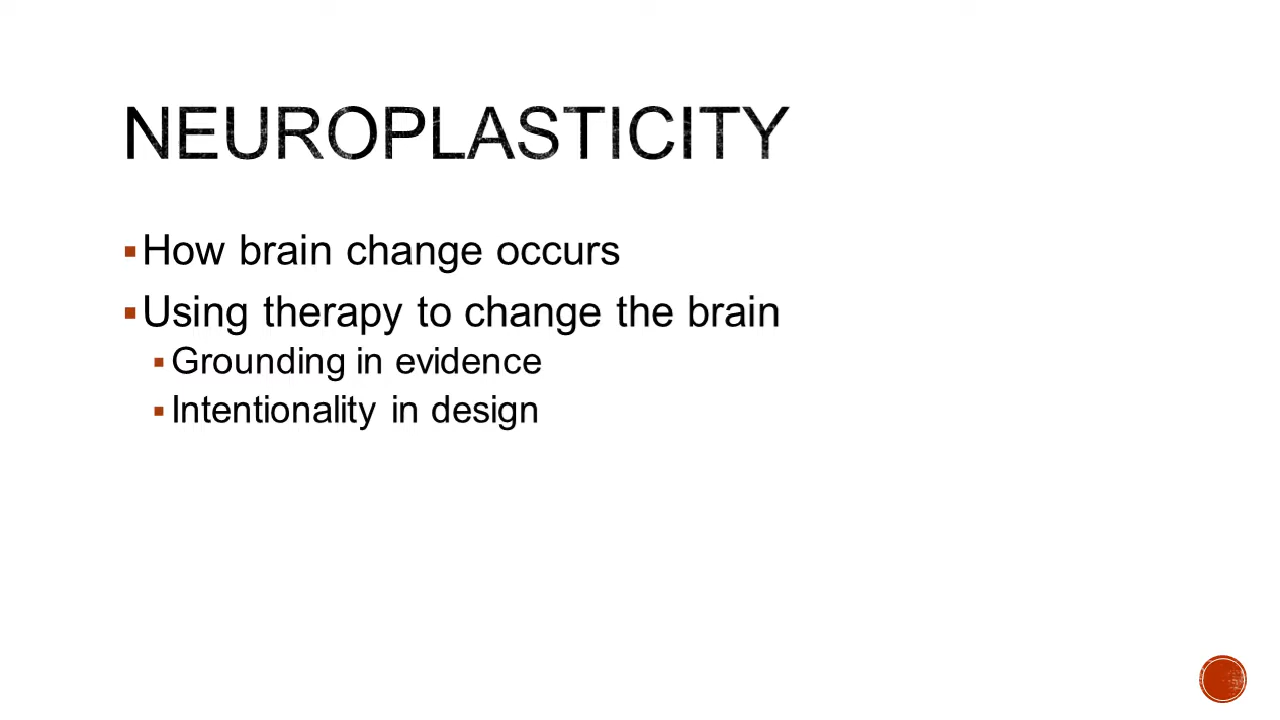 NEUROPLASTICITY
How brain change occurs
Using therapy to change the brain
Grounding in evidence
Intentionality in design